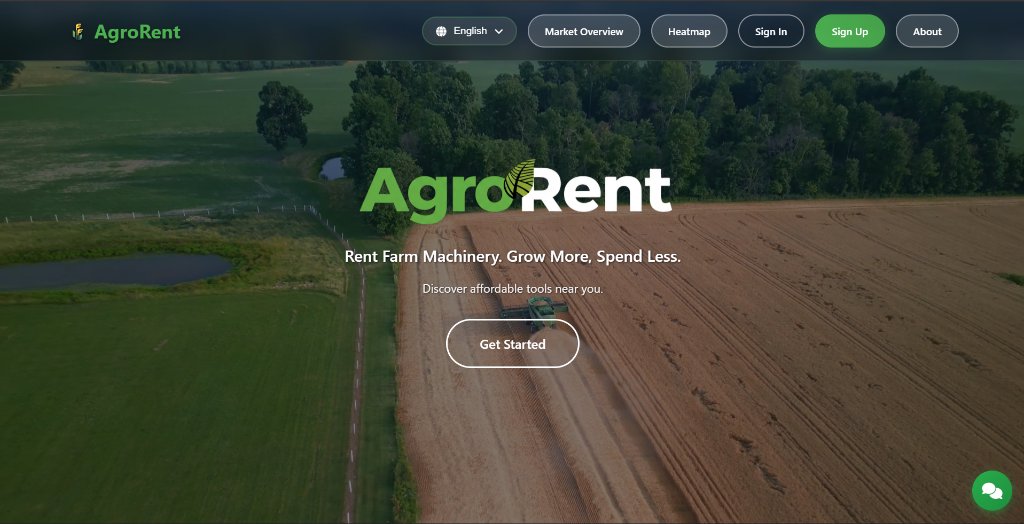 AgroRent
English
Market Overview
Heatmap
Sign In
Sign Up
About
AgroRent
Rent Farm Machinery. Grow More, Spend Less.
Discover affordable tools near you.
Get Started